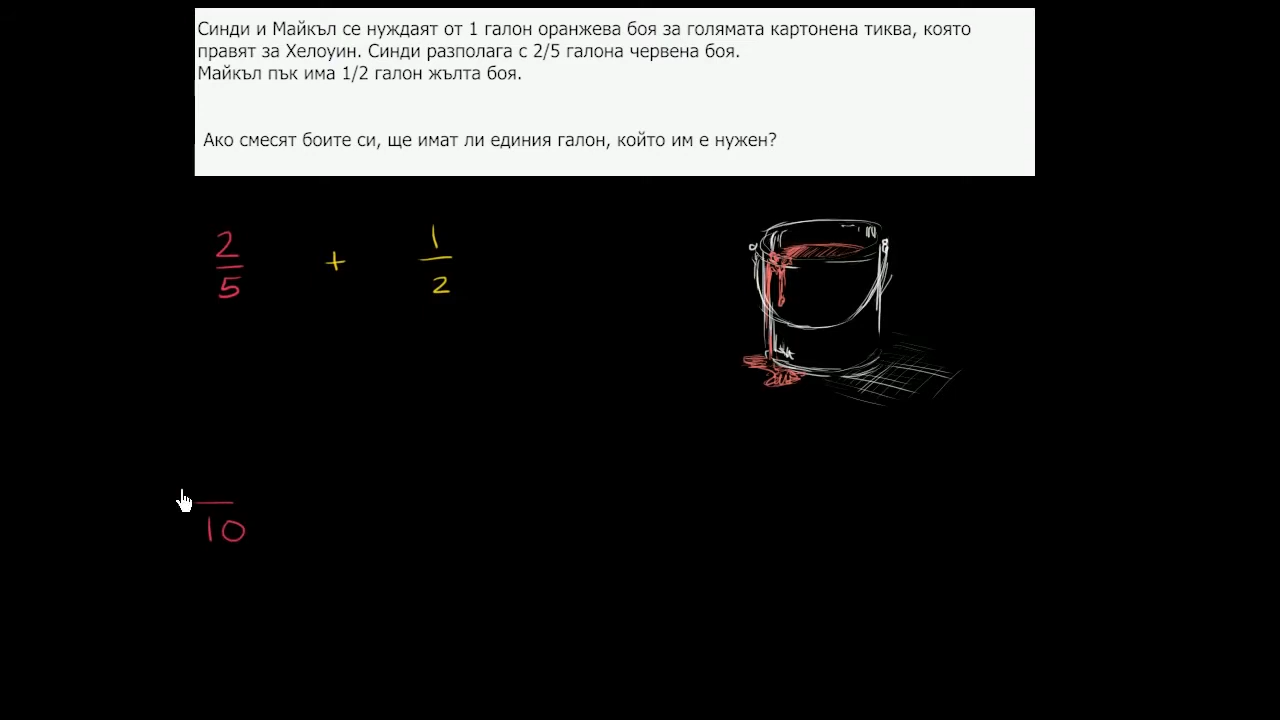 Синди и Майкъл се нуждаят от 1 галон оранжева боя за голямата картонена тиква, която
правят за Хелоуин. Синди разполага с 2/5 галона червена боя.
Майкъл пък има 1/2 галон жълта боя.
Ако смесят боите си, ще имат ли единия галон, който им е нужен?
2/5 + 1/2
/10